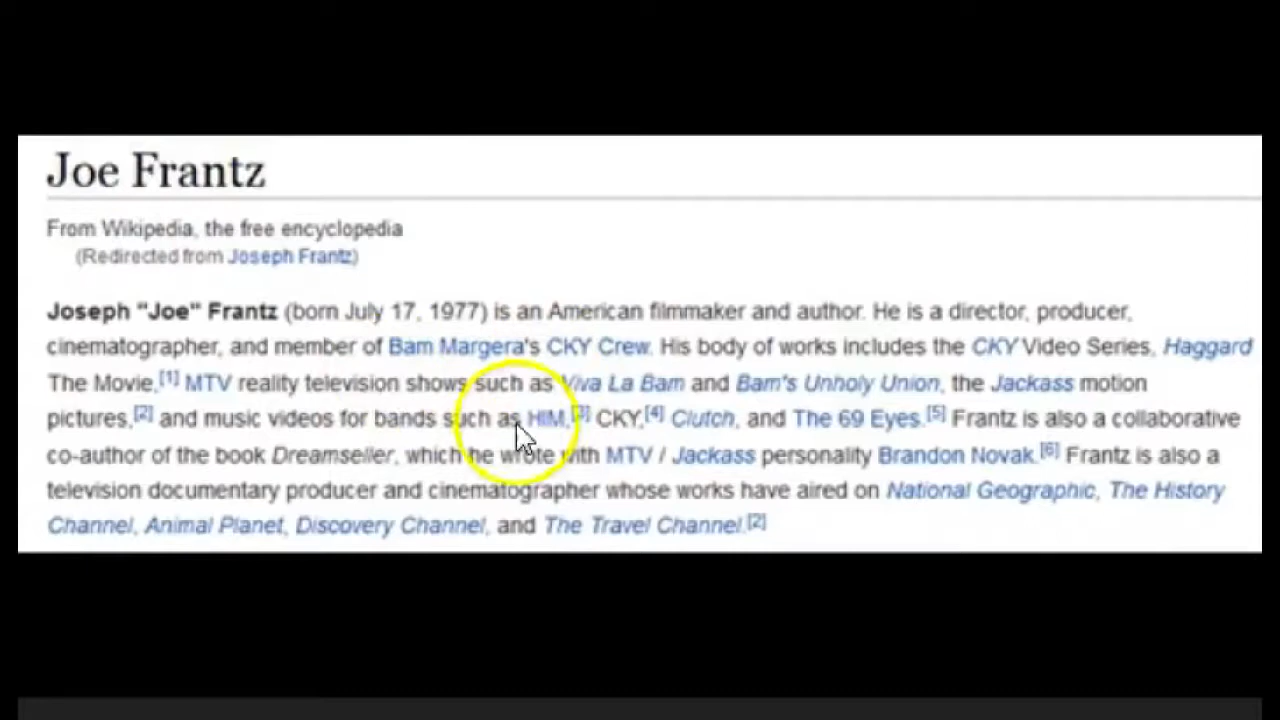 Joe Frantz
From Wikipedia, the free encyclopedia
(Redirected from Joseph Frantz)
Joseph "Joe" Frantz (born July 17, 1977) is an American filmmaker and author. He is a director, producer,
cinematographer, and member of Bam Margera's CKY Crew. His body of works includes the CKY Video Series, Haggard
The Movie,[1] MTV reality television shows such as Viva La Bam and Bam's Unholy Union, the Jackass motion
pictures,[2] and music videos for bands such as HIM,[3] CKY,[4] Clutch, and The 69 Eyes.[5] Frantz is also a collaborative
co-author of the book Dreamseller, which he wrote with MTV / Jackass personality Brandon Novak.[6] Frantz is also a
television documentary producer and cinematographer whose works have aired on National Geographic, The History
Channel, Animal Planet, Discovery Channel, and The Travel Channel.[2]